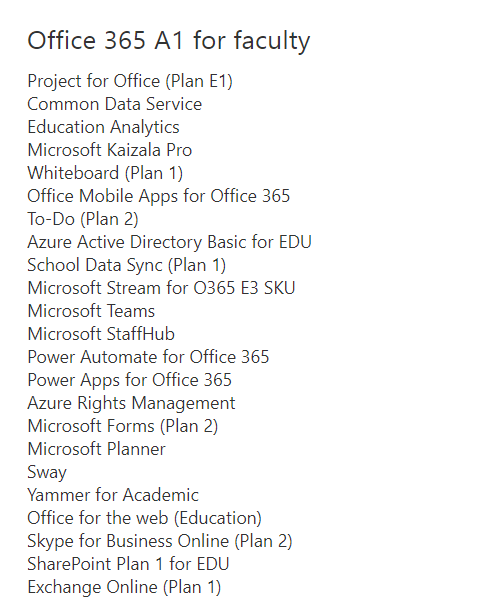 Office 365 A1 for faculty
Project for Office (Plan E1)
Common Data Service
Education Analytics
Microsoft Kaizala Pro
Whiteboard (Plan 1)
Office Mobile Apps for Office 365
To-Do (Plan 2)
Azure Active Directory Basic for EDU
School Data Sync (Plan 1)
Microsoft Stream for O365 E3 SKU
Microsoft Teams
Microsoft StaffHub
Power Automate for Office 365
Power Apps for Office 365
Azure Rights Management
Microsoft Forms (Plan 2)
Microsoft Planner
Sway
Yammer for Academic
Office for the web (Education)
Skype for Business Online (Plan 2)
SharePoint Plan 1 for EDU
Exchange Online (Plan 1)